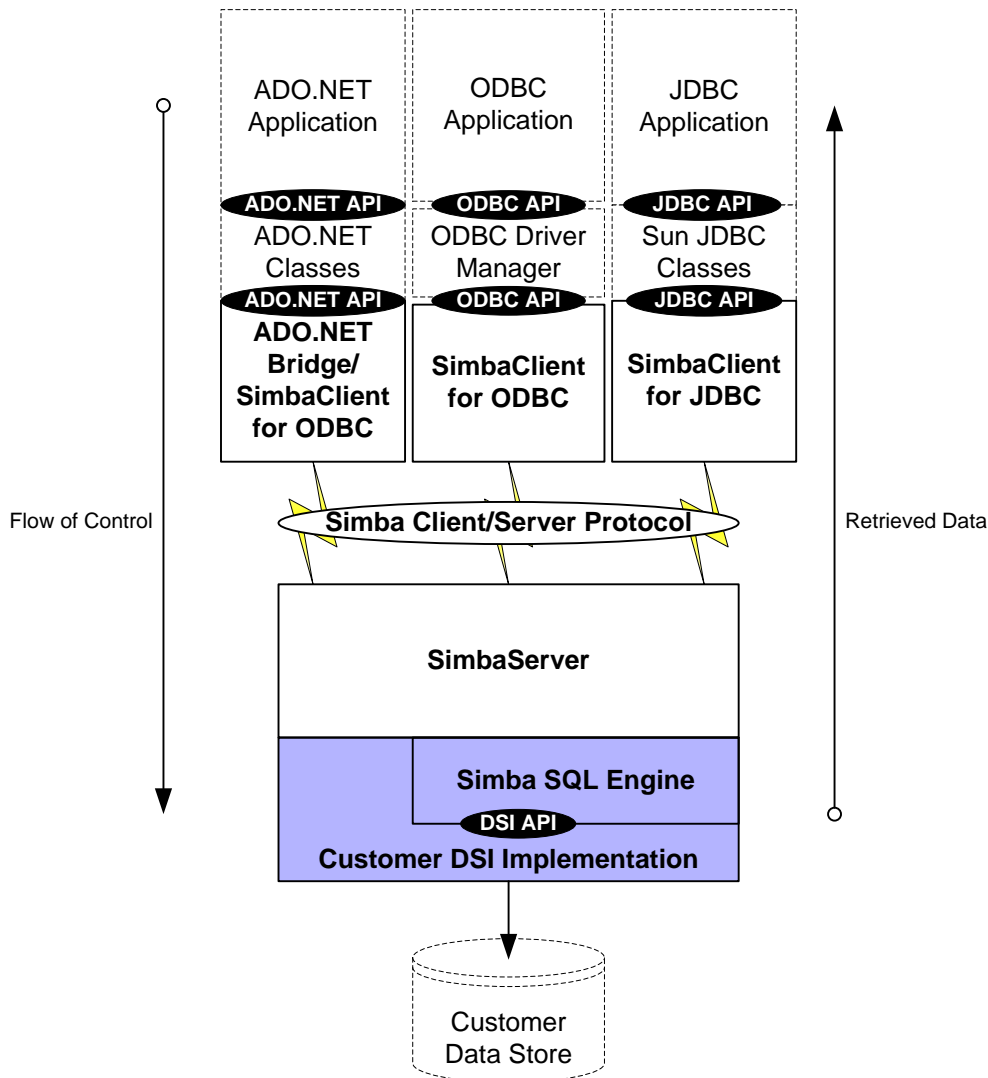 ADO.NET
Application
ODBC
Application
JDBC
Application
ADO.NET API
ODBC API
JDBC API
ADO.NET
Classes
ODBC Driver
Manager
Sun JDBC
Classes
ADO.NET API
ODBC API
JDBC API
ADO.NET
Bridge/
SimbaClient
for ODBC
SimbaClient
for ODBC
SimbaClient
for JDBC
Flow of Control
Simba Client/Server Protocol
Retrieved Data
SimbaServer
Simba SQL Engine
DSI API
Customer DSI Implementation
Customer
Data Store